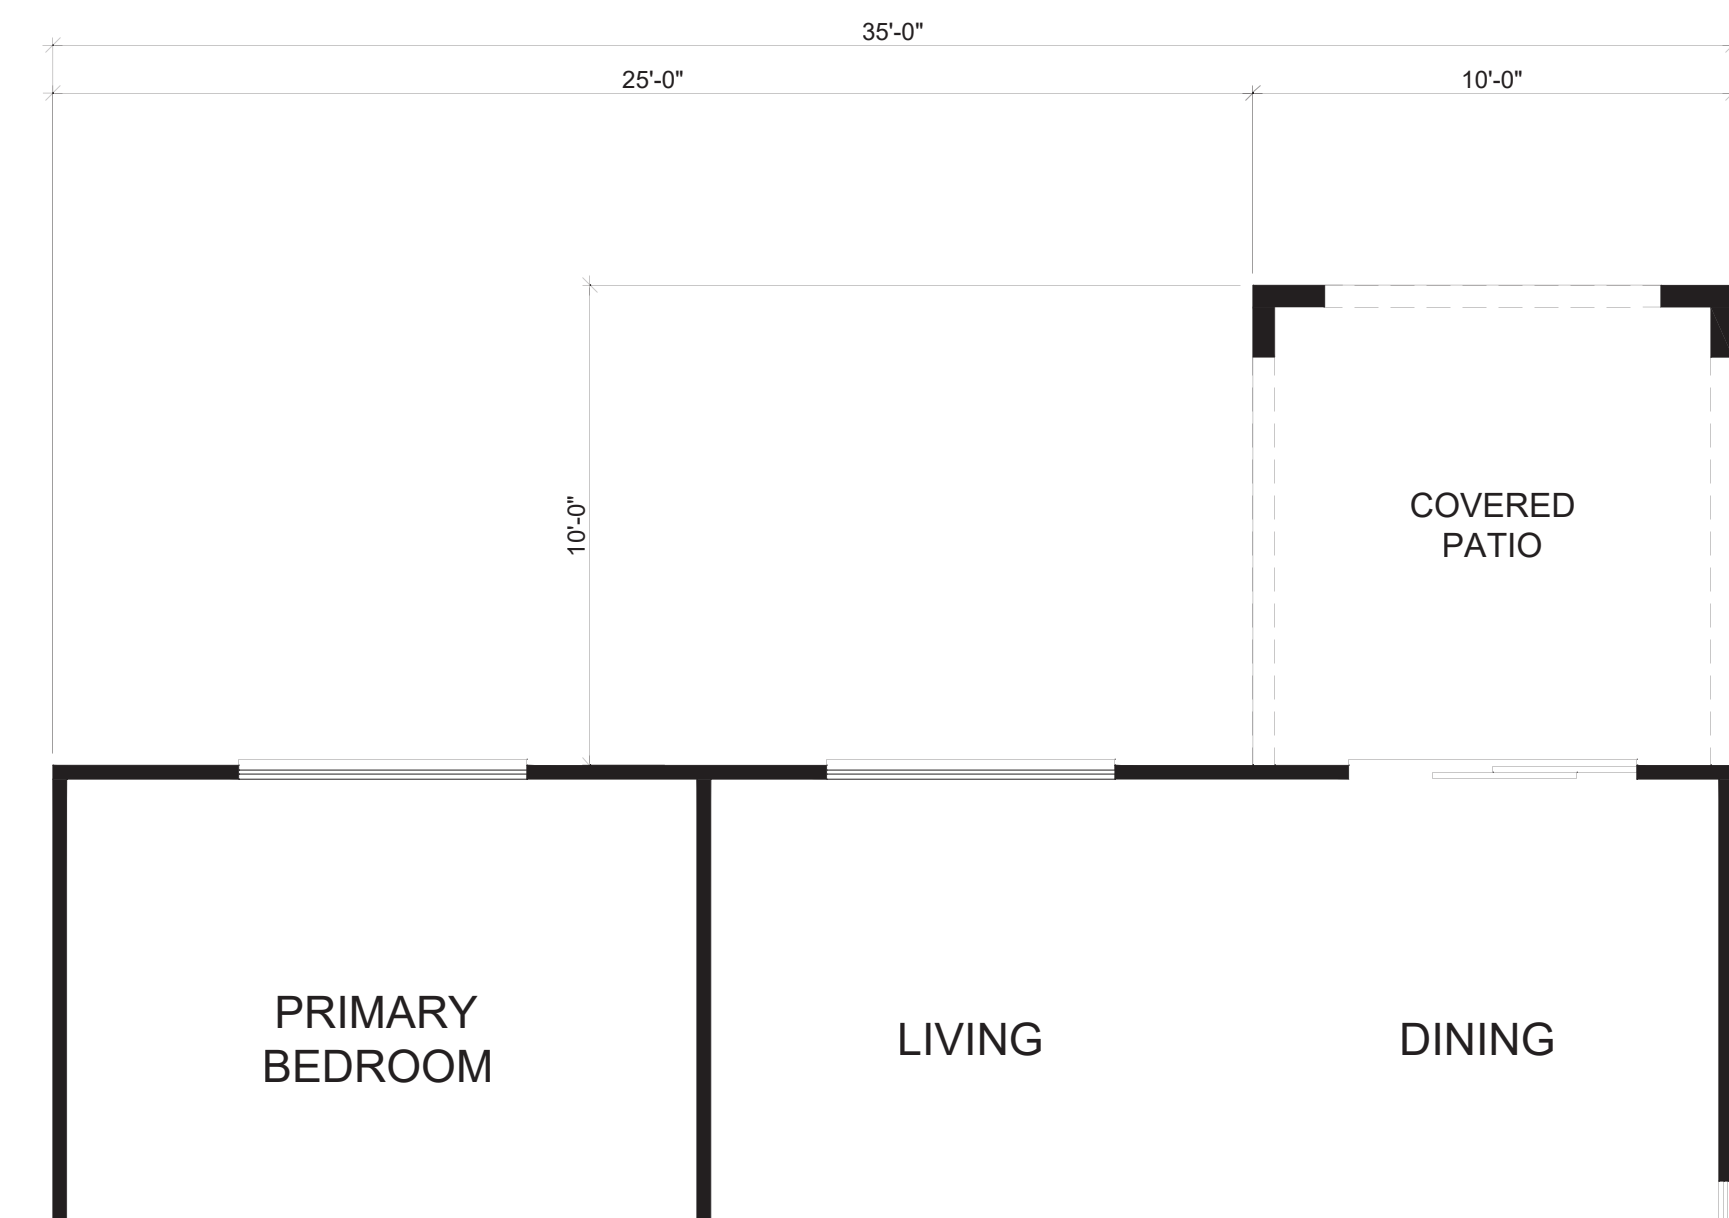 35'-0"
25'-0"
10'-0"
10'-0"
COVERED
PATIO
PRIMARY
BEDROOM
LIVING
DINING